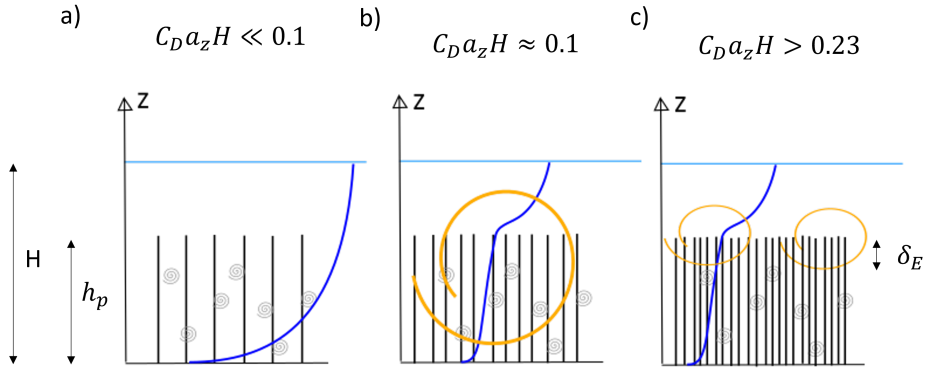 a)
C_D a_z H ≪ 0.1
b)
C_D a_z H ≈ 0.1
c)
C_D a_z H > 0.23
Z
Z
Z
H
h_p
δ_E